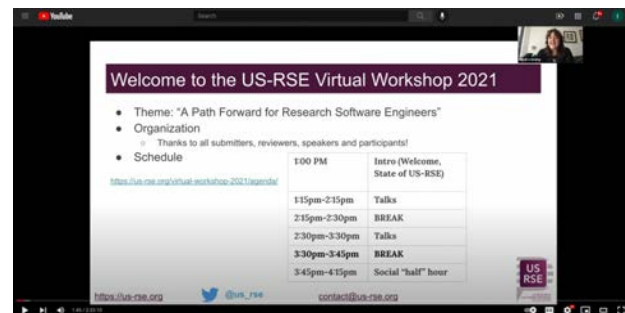 YouTube
Search
Welcome to the US-RSE Virtual Workshop 2021
● Theme: "A Path Forward for Research Software Engineers"
● Organization
○ Thanks to all submitters, reviewers, speakers and participants!
● Schedule
https://us-rse.org/virtual-workshop-2021/agenda/
1:00 PM Intro (Welcome,
State of US-RSE)
1:15pm-2:15pm Talks
2:15pm-2:30pm BREAK
2:30pm-3:30pm Talks
3:30pm-3:45pm BREAK
3:45pm-4:15pm Social "half" hour
US
RSE
https://us-rse.org @us_rse contact@us-rse.org